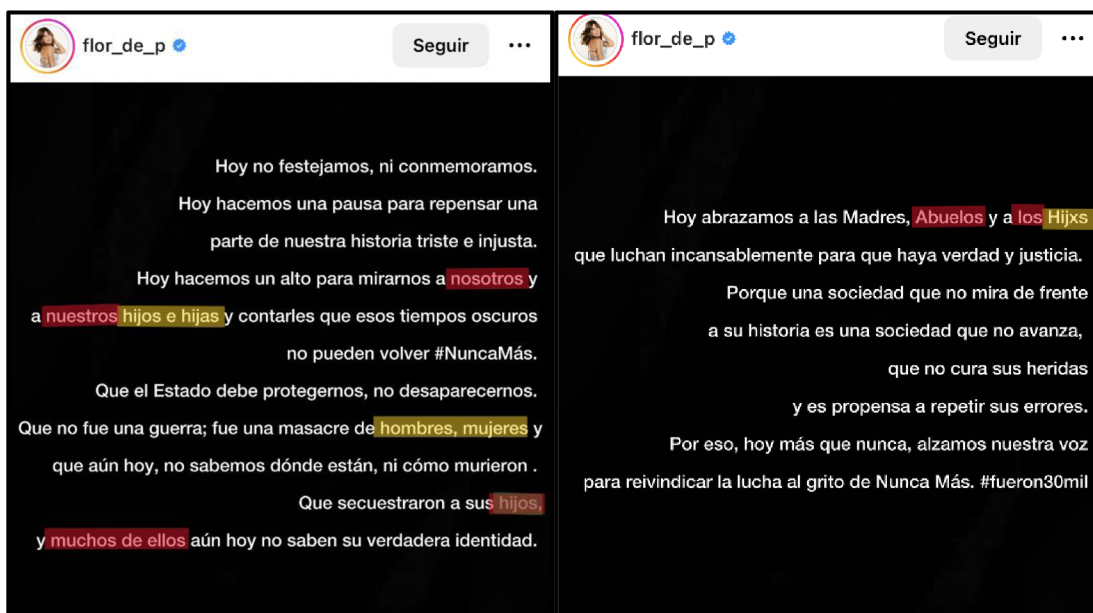 flor_de_p
Seguir
Hoy no festejamos, ni conmemoramos.
Hoy hacemos una pausa para repensar una
parte de nuestra historia triste e injusta.
Hoy hacemos un alto para mirarnos a nosotros y
a nuestros hijos e hijas y contarles que esos tiempos oscuros
no pueden volver #NuncaMás.
Que el Estado debe protegernos, no desaparecernos.
Que no fue una guerra; fue una masacre de hombres, mujeres y
que aún hoy, no sabemos dónde están, ni cómo murieron .
Que secuestraron a sus hijos,
y muchos de ellos aún hoy no saben su verdadera identidad.
flor_de_p
Seguir
Hoy abrazamos a las Madres, Abuelos y a los Hijxs
que luchan incansablemente para que haya verdad y justicia.
Porque una sociedad que no mira de frente
a su historia es una sociedad que no avanza,
que no cura sus heridas
y es propensa a repetir sus errores.
Por eso, hoy más que nunca, alzamos nuestra voz
para reivindicar la lucha al grito de Nunca Más. #fueron30mil